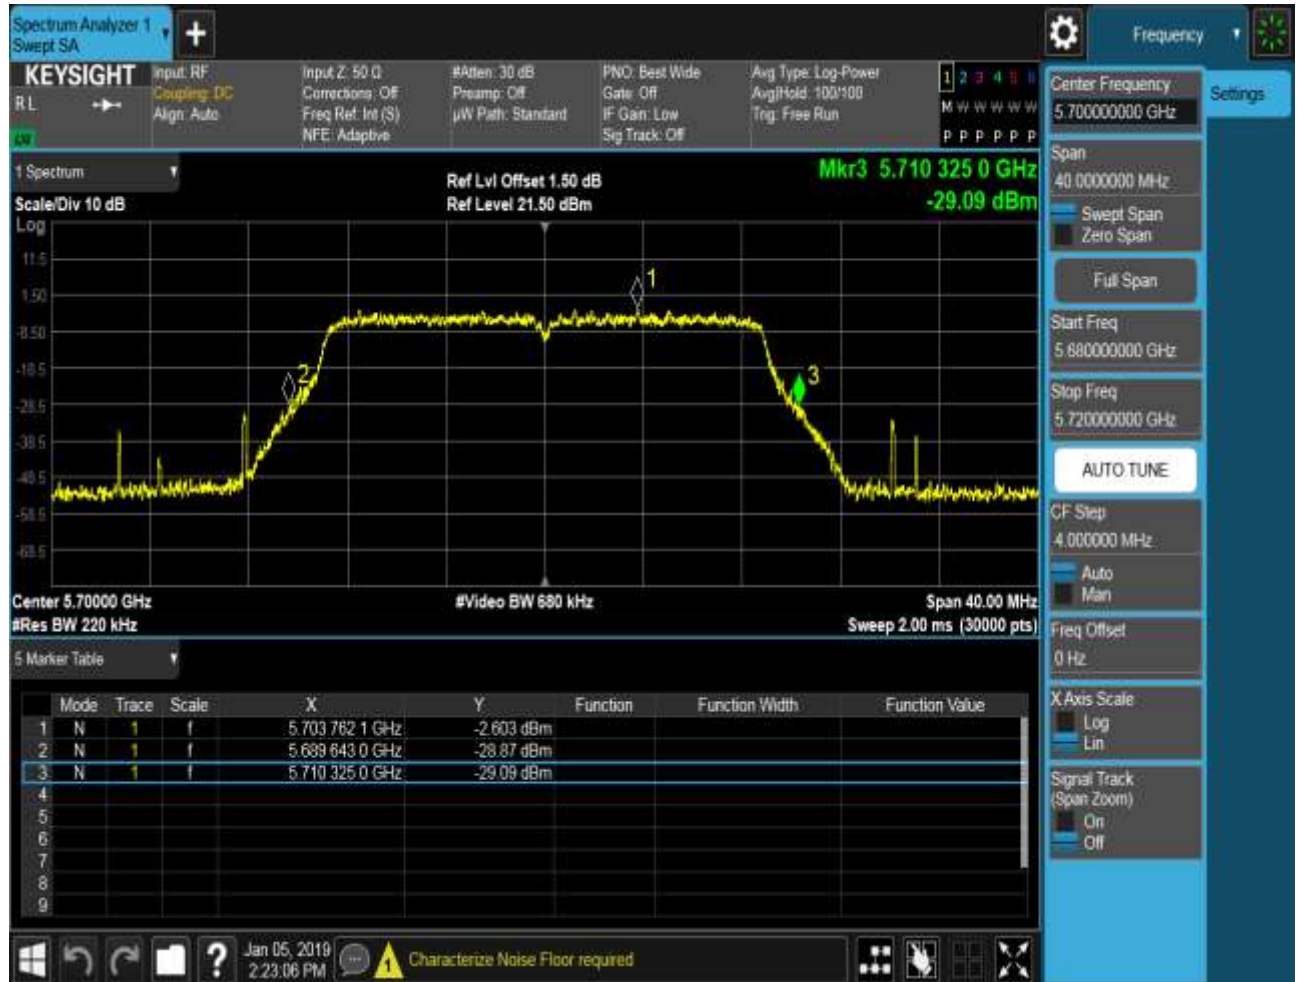 Spectrum Analyzer 1
Swept SA
+
Frequency
KEYSIGHT
RL
Input: RF
Coupling: DC
Align: Auto
Input Z: 50 Ω
Corrections: Off
Freq Ref: Int (S)
NFE: Adaptive
#Atten: 30 dB
Preamp: Off
µW Path: Standard
PNO: Best Wide
Gate: Off
IF Gain: Low
Sig Track: Off
Avg Type: Log-Power
Avg|Hold: 100/100
Trig: Free Run
1 2 3 4 5 6
M W W W W W
P P P P P P
1 Spectrum
Scale/Div 10 dB
Log
Ref Lvl Offset 1.50 dB
Ref Level 21.50 dBm
Mkr3 5.710 325 0 GHz
-29.09 dBm
11.5
1.50
-8.50
-18.5
-28.5
-38.5
-48.5
-58.5
-68.5
1
2
3
Center 5.70000 GHz
#Res BW 220 kHz
#Video BW 680 kHz
Span 40.00 MHz
Sweep 2.00 ms (30000 pts)
5 Marker Table
Mode Trace Scale X Y Function Function Width Function Value
1 N 1 f 5.703 762 1 GHz -2.603 dBm
2 N 1 f 5.689 643 0 GHz -28.87 dBm
3 N 1 f 5.710 325 0 GHz -29.09 dBm
4
5
6
7
8
9
Center Frequency
5.700000000 GHz
Settings
Span
40.0000000 MHz
Swept Span
Zero Span
Full Span
Start Freq
5.680000000 GHz
Stop Freq
5.720000000 GHz
AUTO TUNE
CF Step
4.000000 MHz
Auto
Man
Freq Offset
0 Hz
X Axis Scale
Log
Lin
Signal Track
(Span Zoom)
On
Off
?
Jan 05, 2019
2:23:06 PM
1
Characterize Noise Floor required